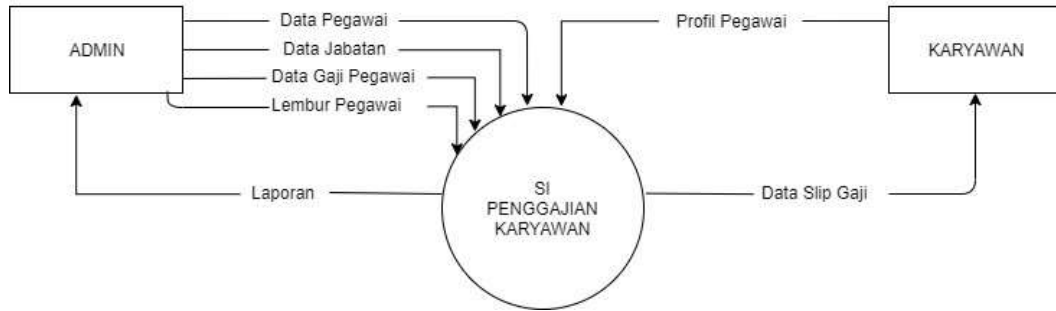 Data Pegawai
Profil Pegawai
ADMIN
Data Jabatan
KARYAWAN
Data Gaji Pegawai
Lembur Pegawai
Laporan
SI
PENGGAJIAN
KARYAWAN
Data Slip Gaji